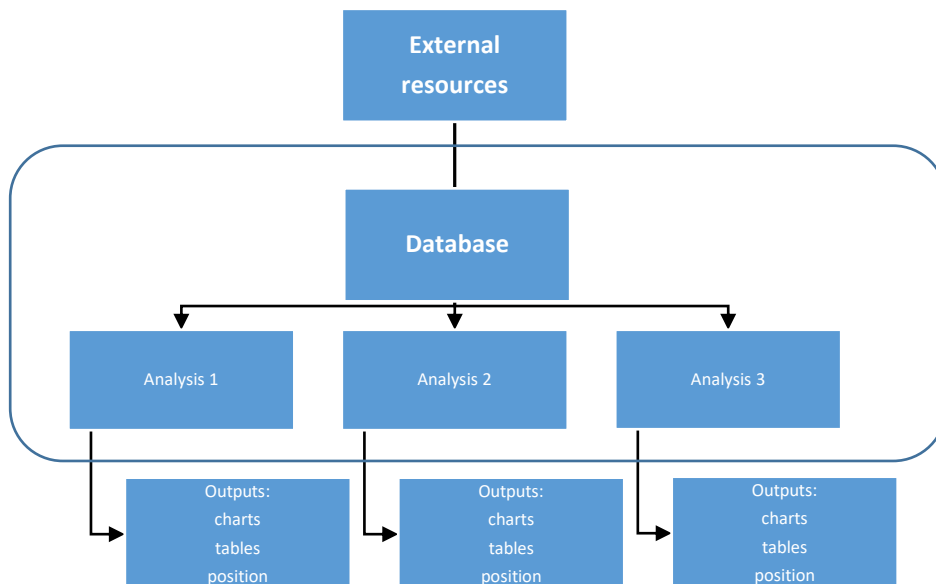 External
resources
Database
Analysis 1
Analysis 2
Analysis 3
Outputs:
charts
tables
position
Outputs:
charts
tables
position
Outputs:
charts
tables
position